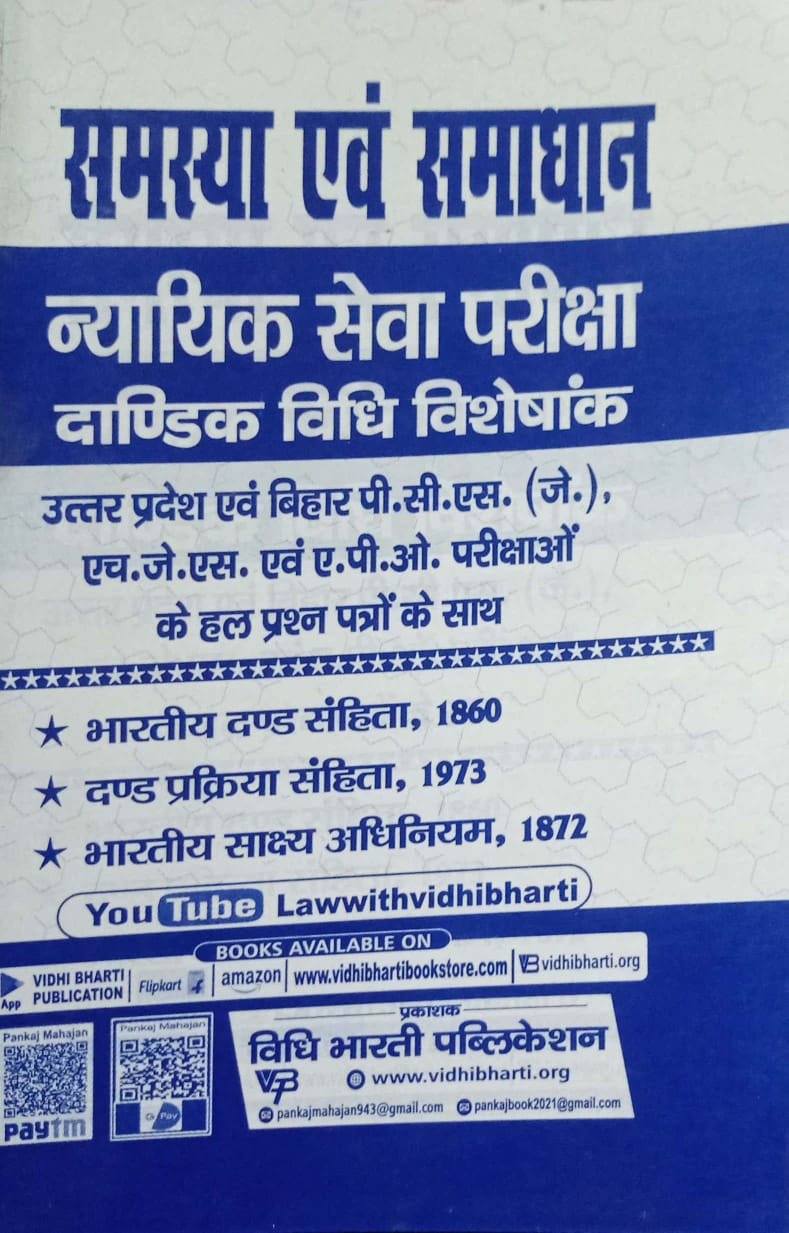 समस्या एवं समाधान
न्यायिक सेवा परीक्षा
दाण्डिक विधि विशेषांक
उत्तर प्रदेश एवं बिहार पी.सी.एस. (जे.),
एच.जे.एस. एवं ए.पी.ओ. परीक्षाओं
के हल प्रश्न पत्रों के साथ
★ भारतीय दण्ड संहिता, 1860
★ दण्ड प्रक्रिया संहिता, 1973
★ भारतीय साक्ष्य अधिनियम, 1872
YouTube Lawwithvidhibharti
BOOKS AVAILABLE ON
App VIDHI BHARTI PUBLICATION | Flipkart | amazon | www.vidhibhartibookstore.com | VB vidhibharti.org
Pankaj Mahajan
paytm
Pankaj Mahajan
G Pay
प्रकाशक
विधि भारती पब्लिकेशन
VBP www.vidhibharti.org
pankajmahajan943@gmail.com pankajbook2021@gmail.com